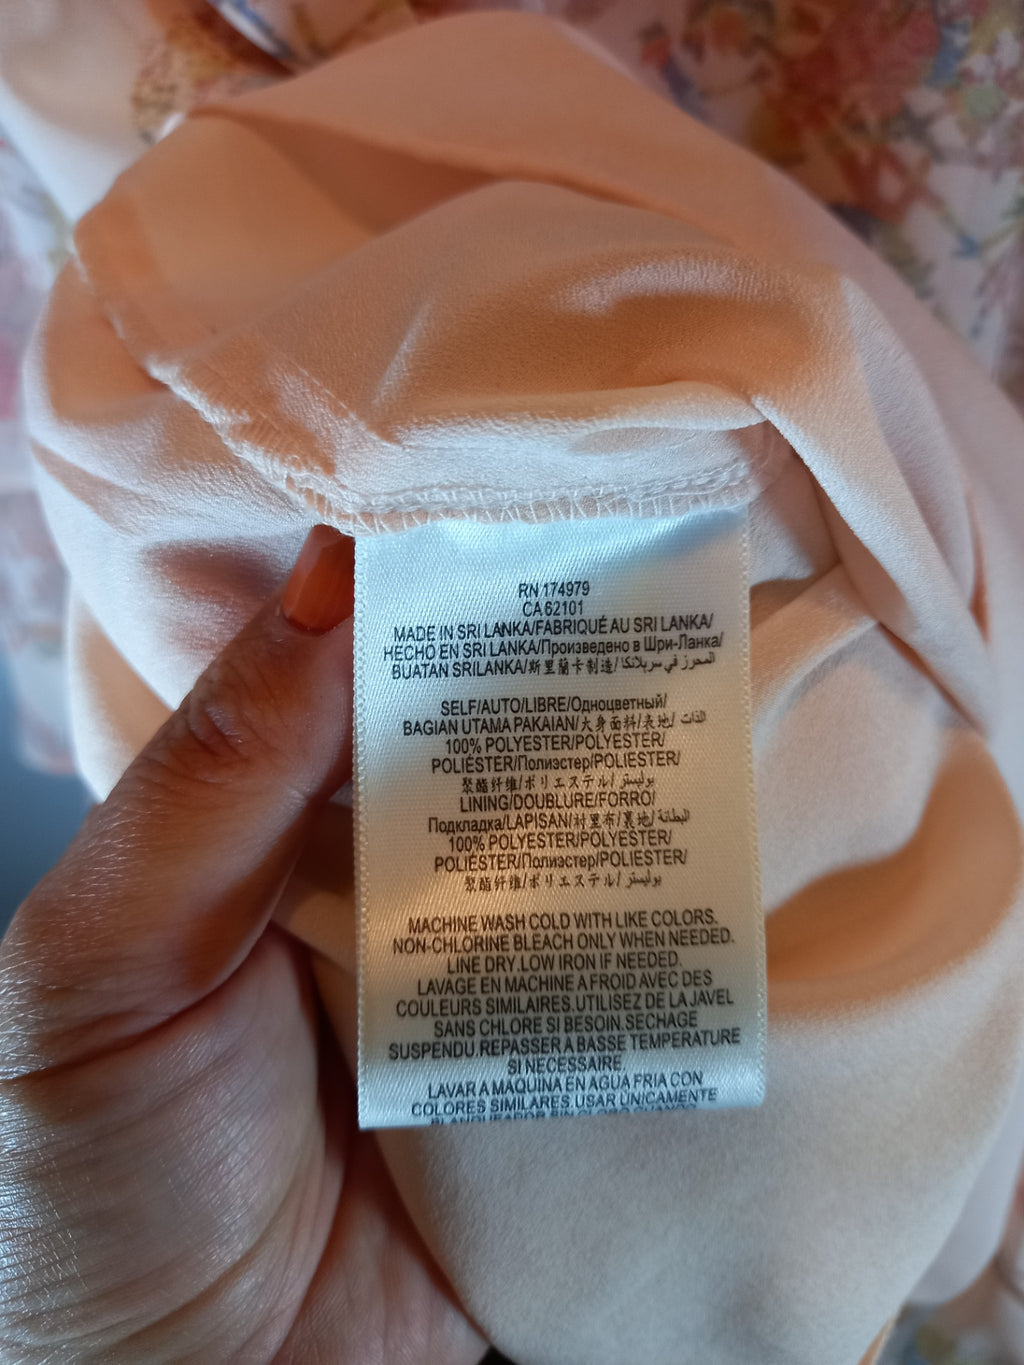 RN 174979
CA 62101
MADE IN SRI LANKA/FABRIQUÉ AU SRI LANKA/
HECHO EN SRI LANKA/Произведено в Шри-Ланка/
BUATAN SRILANKA/斯里蘭卡制造/المحرز في سريلانكا
SELF/AUTO/LIBRE/Одноцветный/
BAGIAN UTAMA PAKAIAN/大身面料/表地/الذات
100% POLYESTER/POLYESTER/
POLIÉSTER/Полиэстер/POLIESTER/
聚酯纤维/ポリエステル/بوليستر
LINING/DOUBLURE/FORRO/
Подкладка/LAPISAN/衬里布/裏地/البطانة
100% POLYESTER/POLYESTER/
POLIÉSTER/Полиэстер/POLIESTER/
聚酯纤维/ポリエステル/بوليستر
MACHINE WASH COLD WITH LIKE COLORS.
NON-CHLORINE BLEACH ONLY WHEN NEEDED.
LINE DRY.LOW IRON IF NEEDED.
LAVAGE EN MACHINE A FROID AVEC DES
COULEURS SIMILAIRES.UTILISEZ DE LA JAVEL
SANS CHLORE SI BESOIN.SECHAGE
SUSPENDU.REPASSER A BASSE TEMPERATURE
SI NECESSAIRE.
LAVAR A MAQUINA EN AGUA FRIA CON
COLORES SIMILARES.USAR ÚNICAMENTE